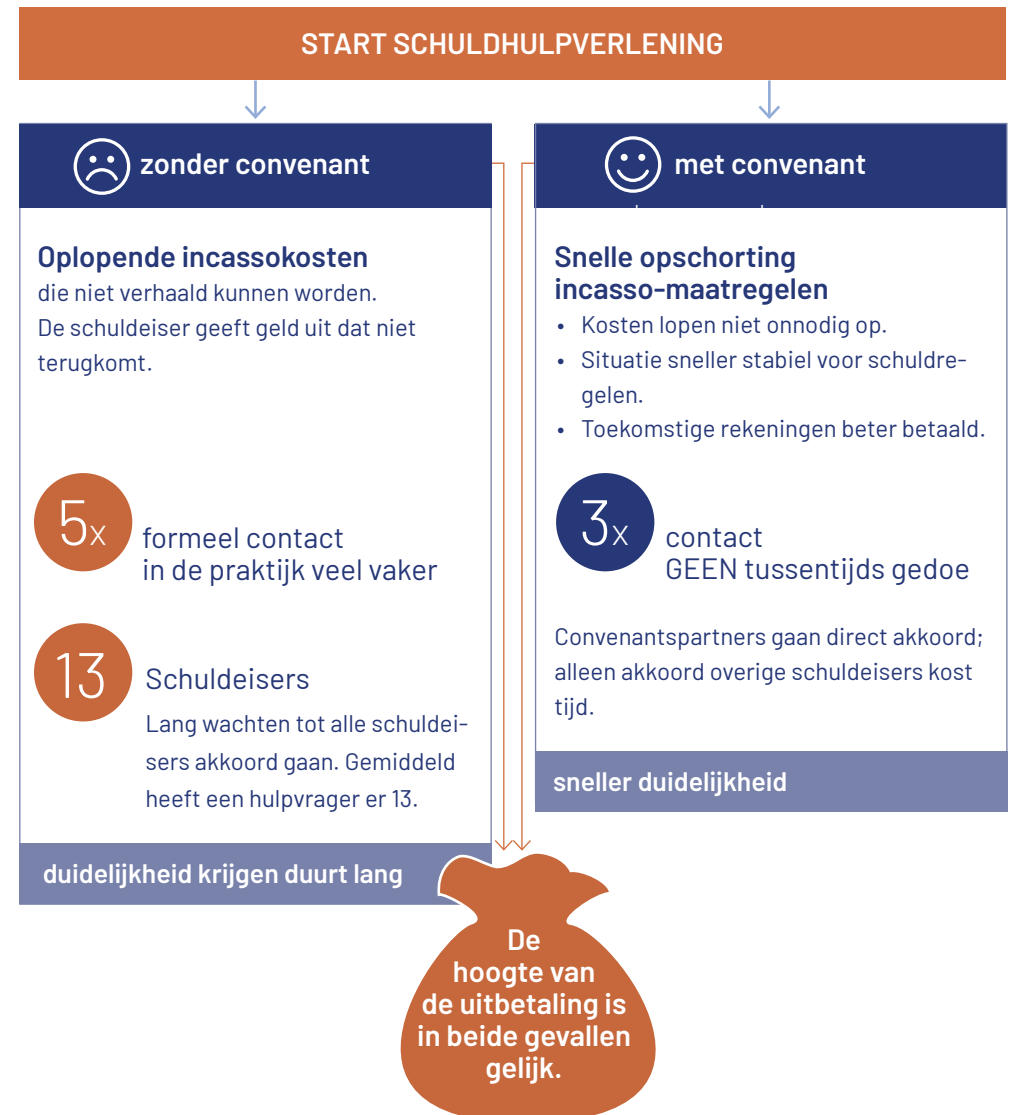 START SCHULDHULPVERLENING
zonder convenant
Oplopende incassokosten
die niet verhaald kunnen worden.
De schuldeiser geeft geld uit dat niet
terugkomt.
5x
formeel contact
in de praktijk veel vaker
13
Schuldeisers
Lang wachten tot alle schuldei-
sers akkoord gaan. Gemiddeld
heeft een hulpvrager er 13.
duidelijkheid krijgen duurt lang
met convenant
Snelle opschorting
incasso-maatregelen
• Kosten lopen niet onnodig op.
• Situatie sneller stabiel voor schuldre-
gelen.
• Toekomstige rekeningen beter betaald.
3x
contact
GEEN tussentijds gedoe
Convenantspartners gaan direct akkoord;
alleen akkoord overige schuldeisers kost
tijd.
sneller duidelijkheid
De
hoogte van
de uitbetaling is
in beide gevallen
gelijk.